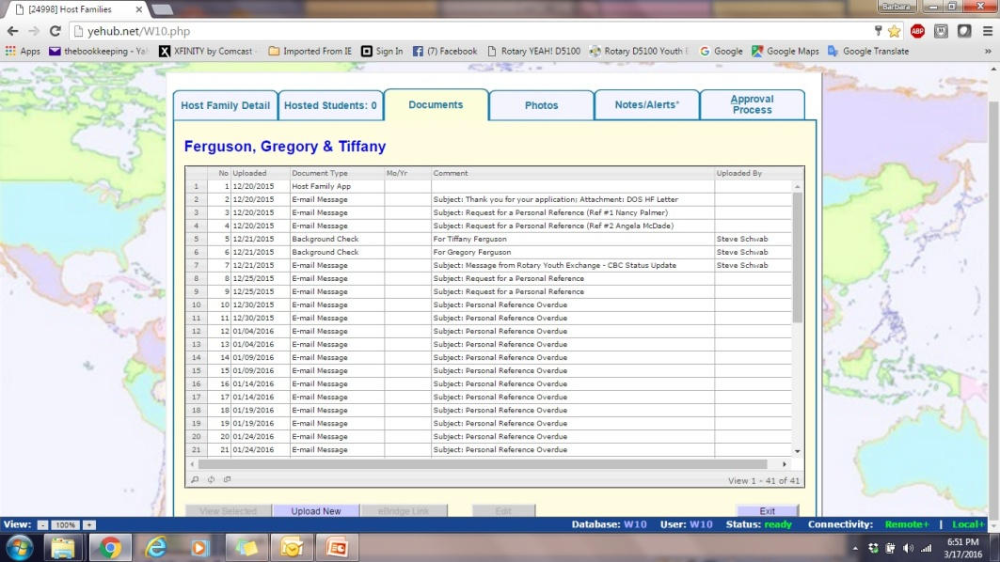 [24998] Host Families
Barbara
yehub.net/W10.php
ABP
Apps thebookkeeping - Ya XFINITY by Comcast Imported From IE Sign In (7) Facebook Rotary YEAH! D5100 Rotary D5100 Youth E Google Google Maps Google Translate »
Host Family Detail Hosted Students: 0 Documents Photos Notes/Alerts* Approval Process
Ferguson, Gregory & Tiffany
No Uploaded Document Type Mo/Yr Comment Uploaded By
1 1 12/20/2015 Host Family App
2 2 12/20/2015 E-mail Message Subject: Thank you for your application; Attachment: DOS HF Letter
3 3 12/20/2015 E-mail Message Subject: Request for a Personal Reference (Ref #1 Nancy Palmer)
4 4 12/20/2015 E-mail Message Subject: Request for a Personal Reference (Ref #2 Angela McDade)
5 5 12/21/2015 Background Check For Tiffany Ferguson Steve Schwab
6 6 12/21/2015 Background Check For Gregory Ferguson Steve Schwab
7 7 12/21/2015 E-mail Message Subject: Message from Rotary Youth Exchange - CBC Status Update Steve Schwab
8 8 12/25/2015 E-mail Message Subject: Request for a Personal Reference
9 9 12/25/2015 E-mail Message Subject: Request for a Personal Reference
10 10 12/30/2015 E-mail Message Subject: Personal Reference Overdue
11 11 12/30/2015 E-mail Message Subject: Personal Reference Overdue
12 12 01/04/2016 E-mail Message Subject: Personal Reference Overdue
13 13 01/04/2016 E-mail Message Subject: Personal Reference Overdue
14 14 01/09/2016 E-mail Message Subject: Personal Reference Overdue
15 15 01/09/2016 E-mail Message Subject: Personal Reference Overdue
16 16 01/14/2016 E-mail Message Subject: Personal Reference Overdue
17 17 01/14/2016 E-mail Message Subject: Personal Reference Overdue
18 18 01/19/2016 E-mail Message Subject: Personal Reference Overdue
19 19 01/19/2016 E-mail Message Subject: Personal Reference Overdue
20 20 01/24/2016 E-mail Message Subject: Personal Reference Overdue
21 21 01/24/2016 E-mail Message Subject: Personal Reference Overdue
View 1 - 41 of 41
View Selected Upload New eBridge Link Edit Exit
View: - 100% + Database: W10 User: W10 Status: ready Connectivity: Remote+ | Local+
6:51 PM
3/17/2016